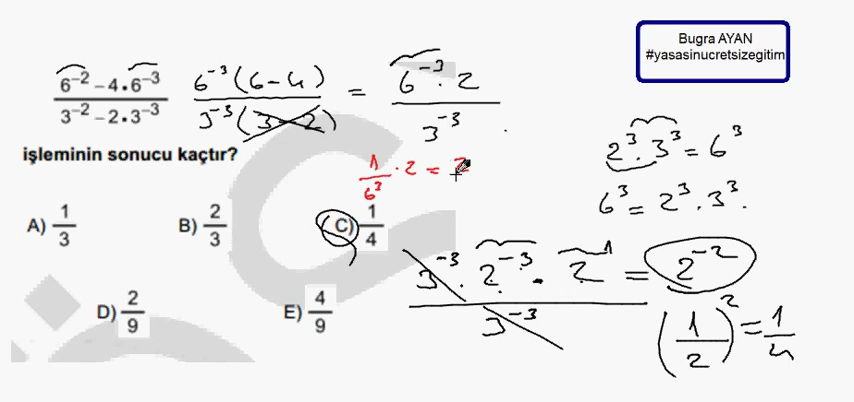 Bugra AYAN
#yasasinucretsizegitim
(6⁻² – 4.6⁻³)/(3⁻² – 2.3⁻³) 6⁻³(6-4)/3⁻³(3-2) = 6⁻³.2/3⁻³
işleminin sonucu kaçtır?
2³.3³=6³
1/6³ . 2 = 2
6³=2³.3³
A) 1/3 B) 2/3 C) 1/4
3⁻³.2⁻³.2¹/3⁻³ = 2⁻²
D) 2/9 E) 4/9
(1/2)²=1/4